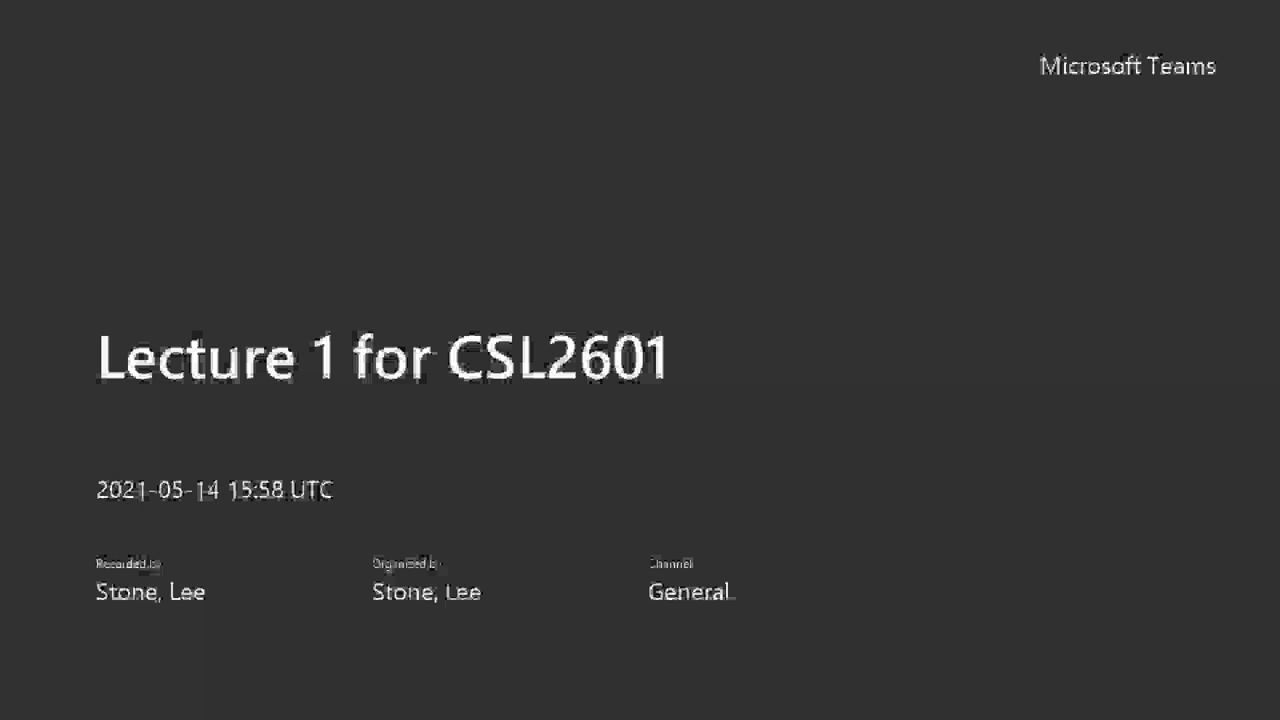 Microsoft Teams
Lecture 1 for CSL2601
2021-05-14 15:58 UTC
Recorded by
Organized by
Channel
Stone, Lee
Stone, Lee
General